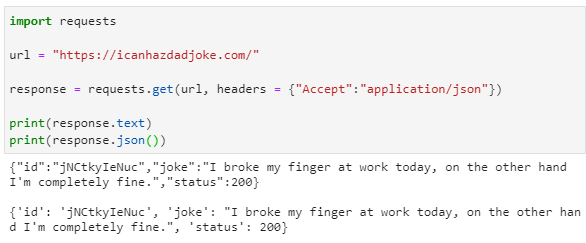 import requests
url = "https://icanhazdadjoke.com/"
response = requests.get(url, headers = {"Accept":"application/json"})
print(response.text)
print(response.json())
{"id":"jNCtkyIeNuc","joke":"I broke my finger at work today, on the other hand
I'm completely fine.","status":200}
{'id': 'jNCtkyIeNuc', 'joke': "I broke my finger at work today, on the other han
d I'm completely fine.", 'status': 200}